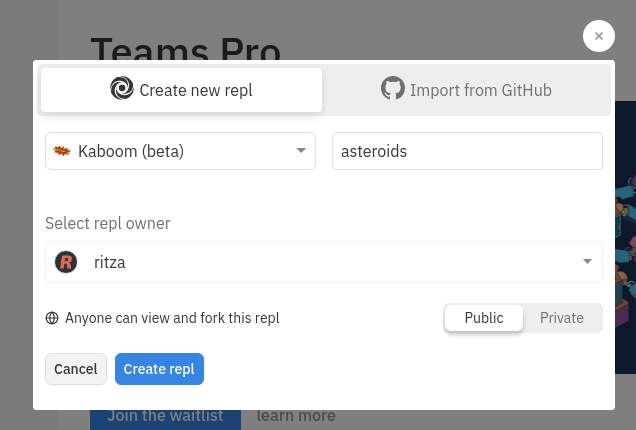 Teams Pro
Create new repl
Import from GitHub
Kaboom (beta)
asteroids
Select repl owner
R ritza
Anyone can view and fork this repl
Public
Private
Cancel
Create repl
Join the waitlist
learn more